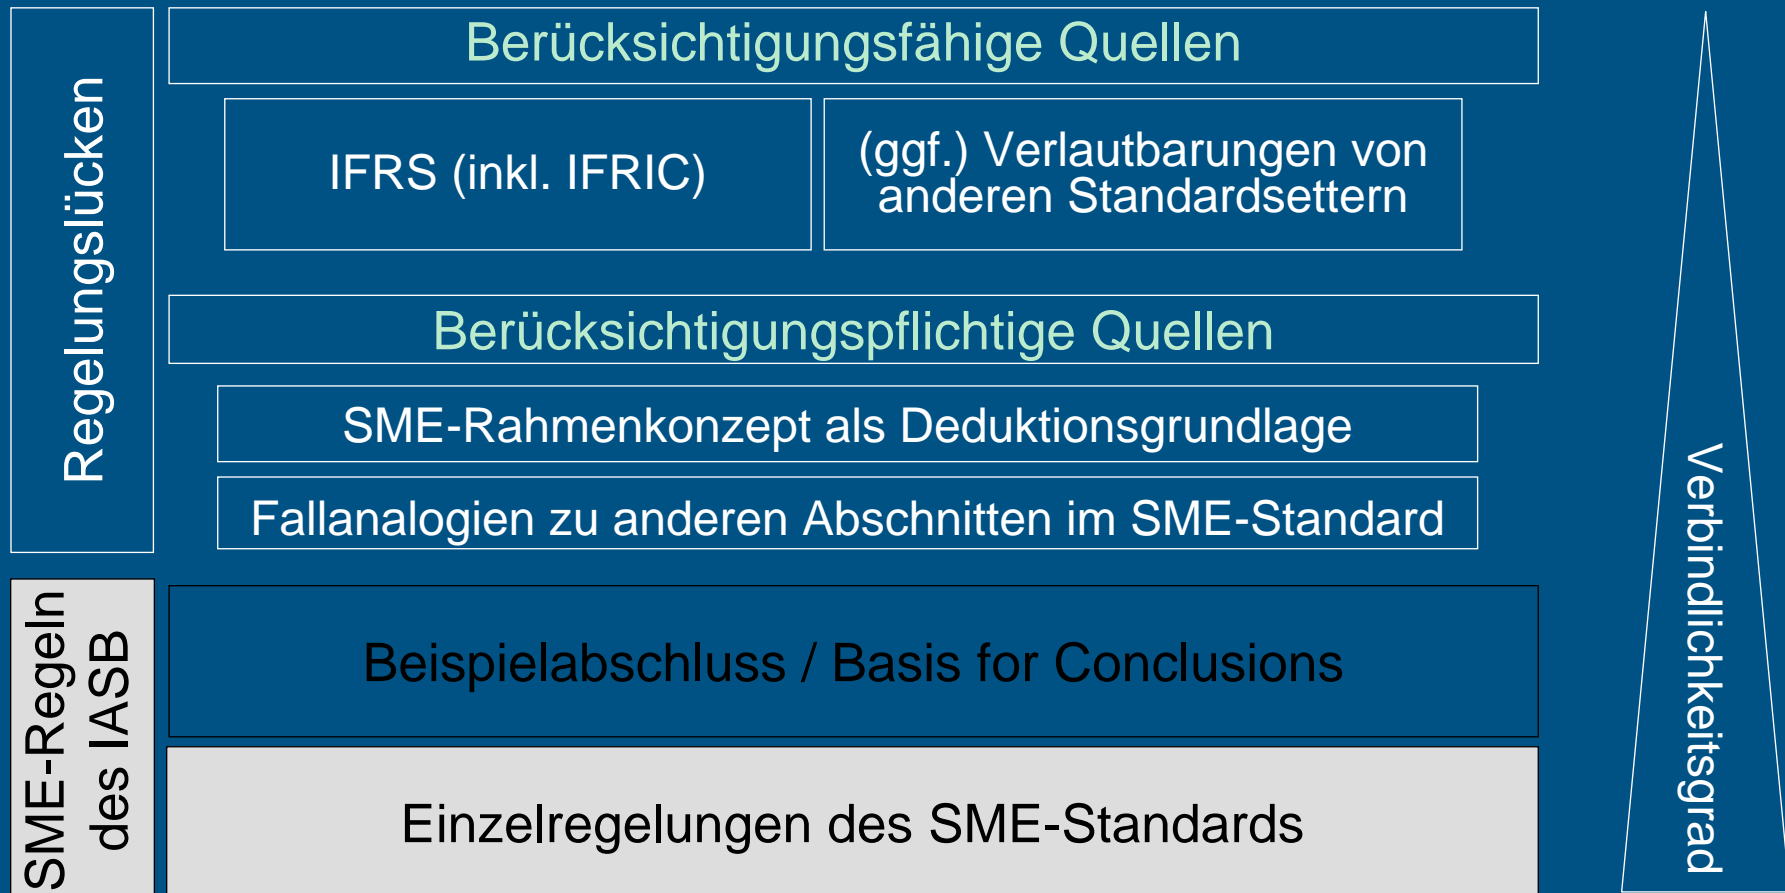 Regelungslücken
Berücksichtigungsfähige Quellen
IFRS (inkl. IFRIC)
(ggf.) Verlautbarungen von
anderen Standardsettern
Berücksichtigungspflichtige Quellen
SME-Rahmenkonzept als Deduktionsgrundlage
Fallanalogien zu anderen Abschnitten im SME-Standard
SME-Regeln
des IASB
Beispielabschluss / Basis for Conclusions
Einzelregelungen des SME-Standards
Verbindlichkeitsgrad